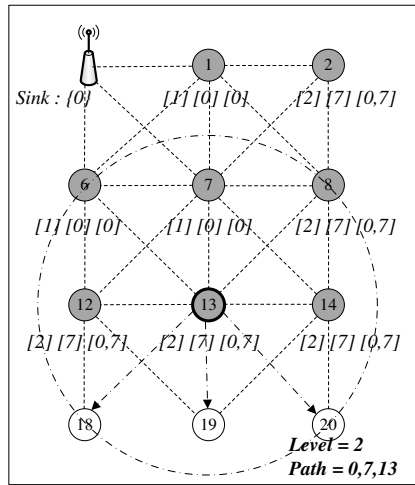 1 2
Sink : {0} [1] [0] [0] [2] [7] [0,7]
6 7 8
[1] [0] [0] [1] [0] [0] [2] [7] [0,7]
12 13 14
[2] [7] [0,7] [2] [7] [0,7] [2] [7] [0,7]
18 19 20
Level = 2
Path = 0,7,13